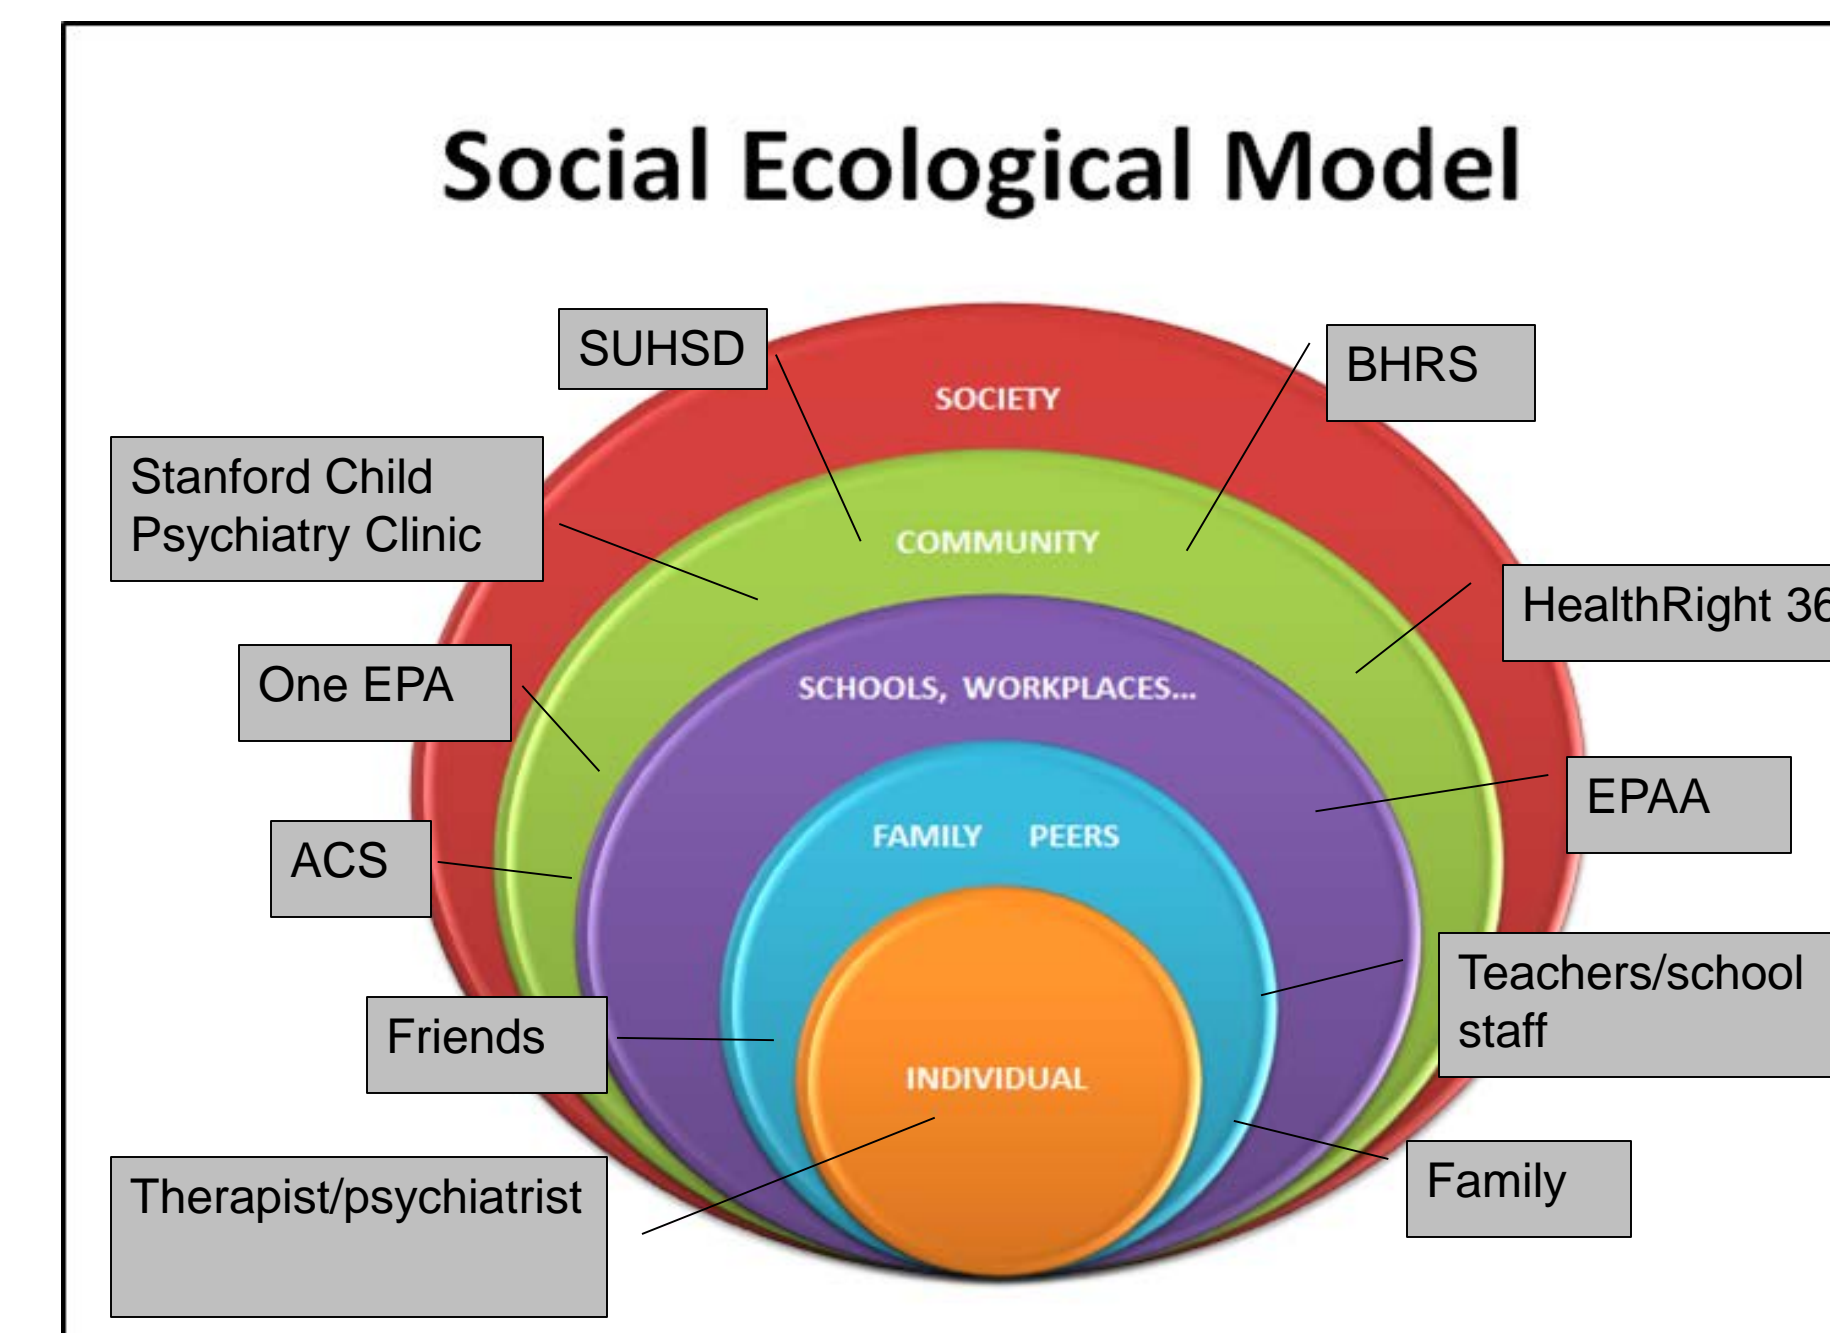 Social Ecological Model
SUHSD
BHRS
SOCIETY
Stanford Child
Psychiatry Clinic
COMMUNITY
HealthRight 36
One EPA
SCHOOLS, WORKPLACES...
EPAA
FAMILY PEERS
ACS
Teachers/school
staff
Friends
INDIVIDUAL
Family
Therapist/psychiatrist